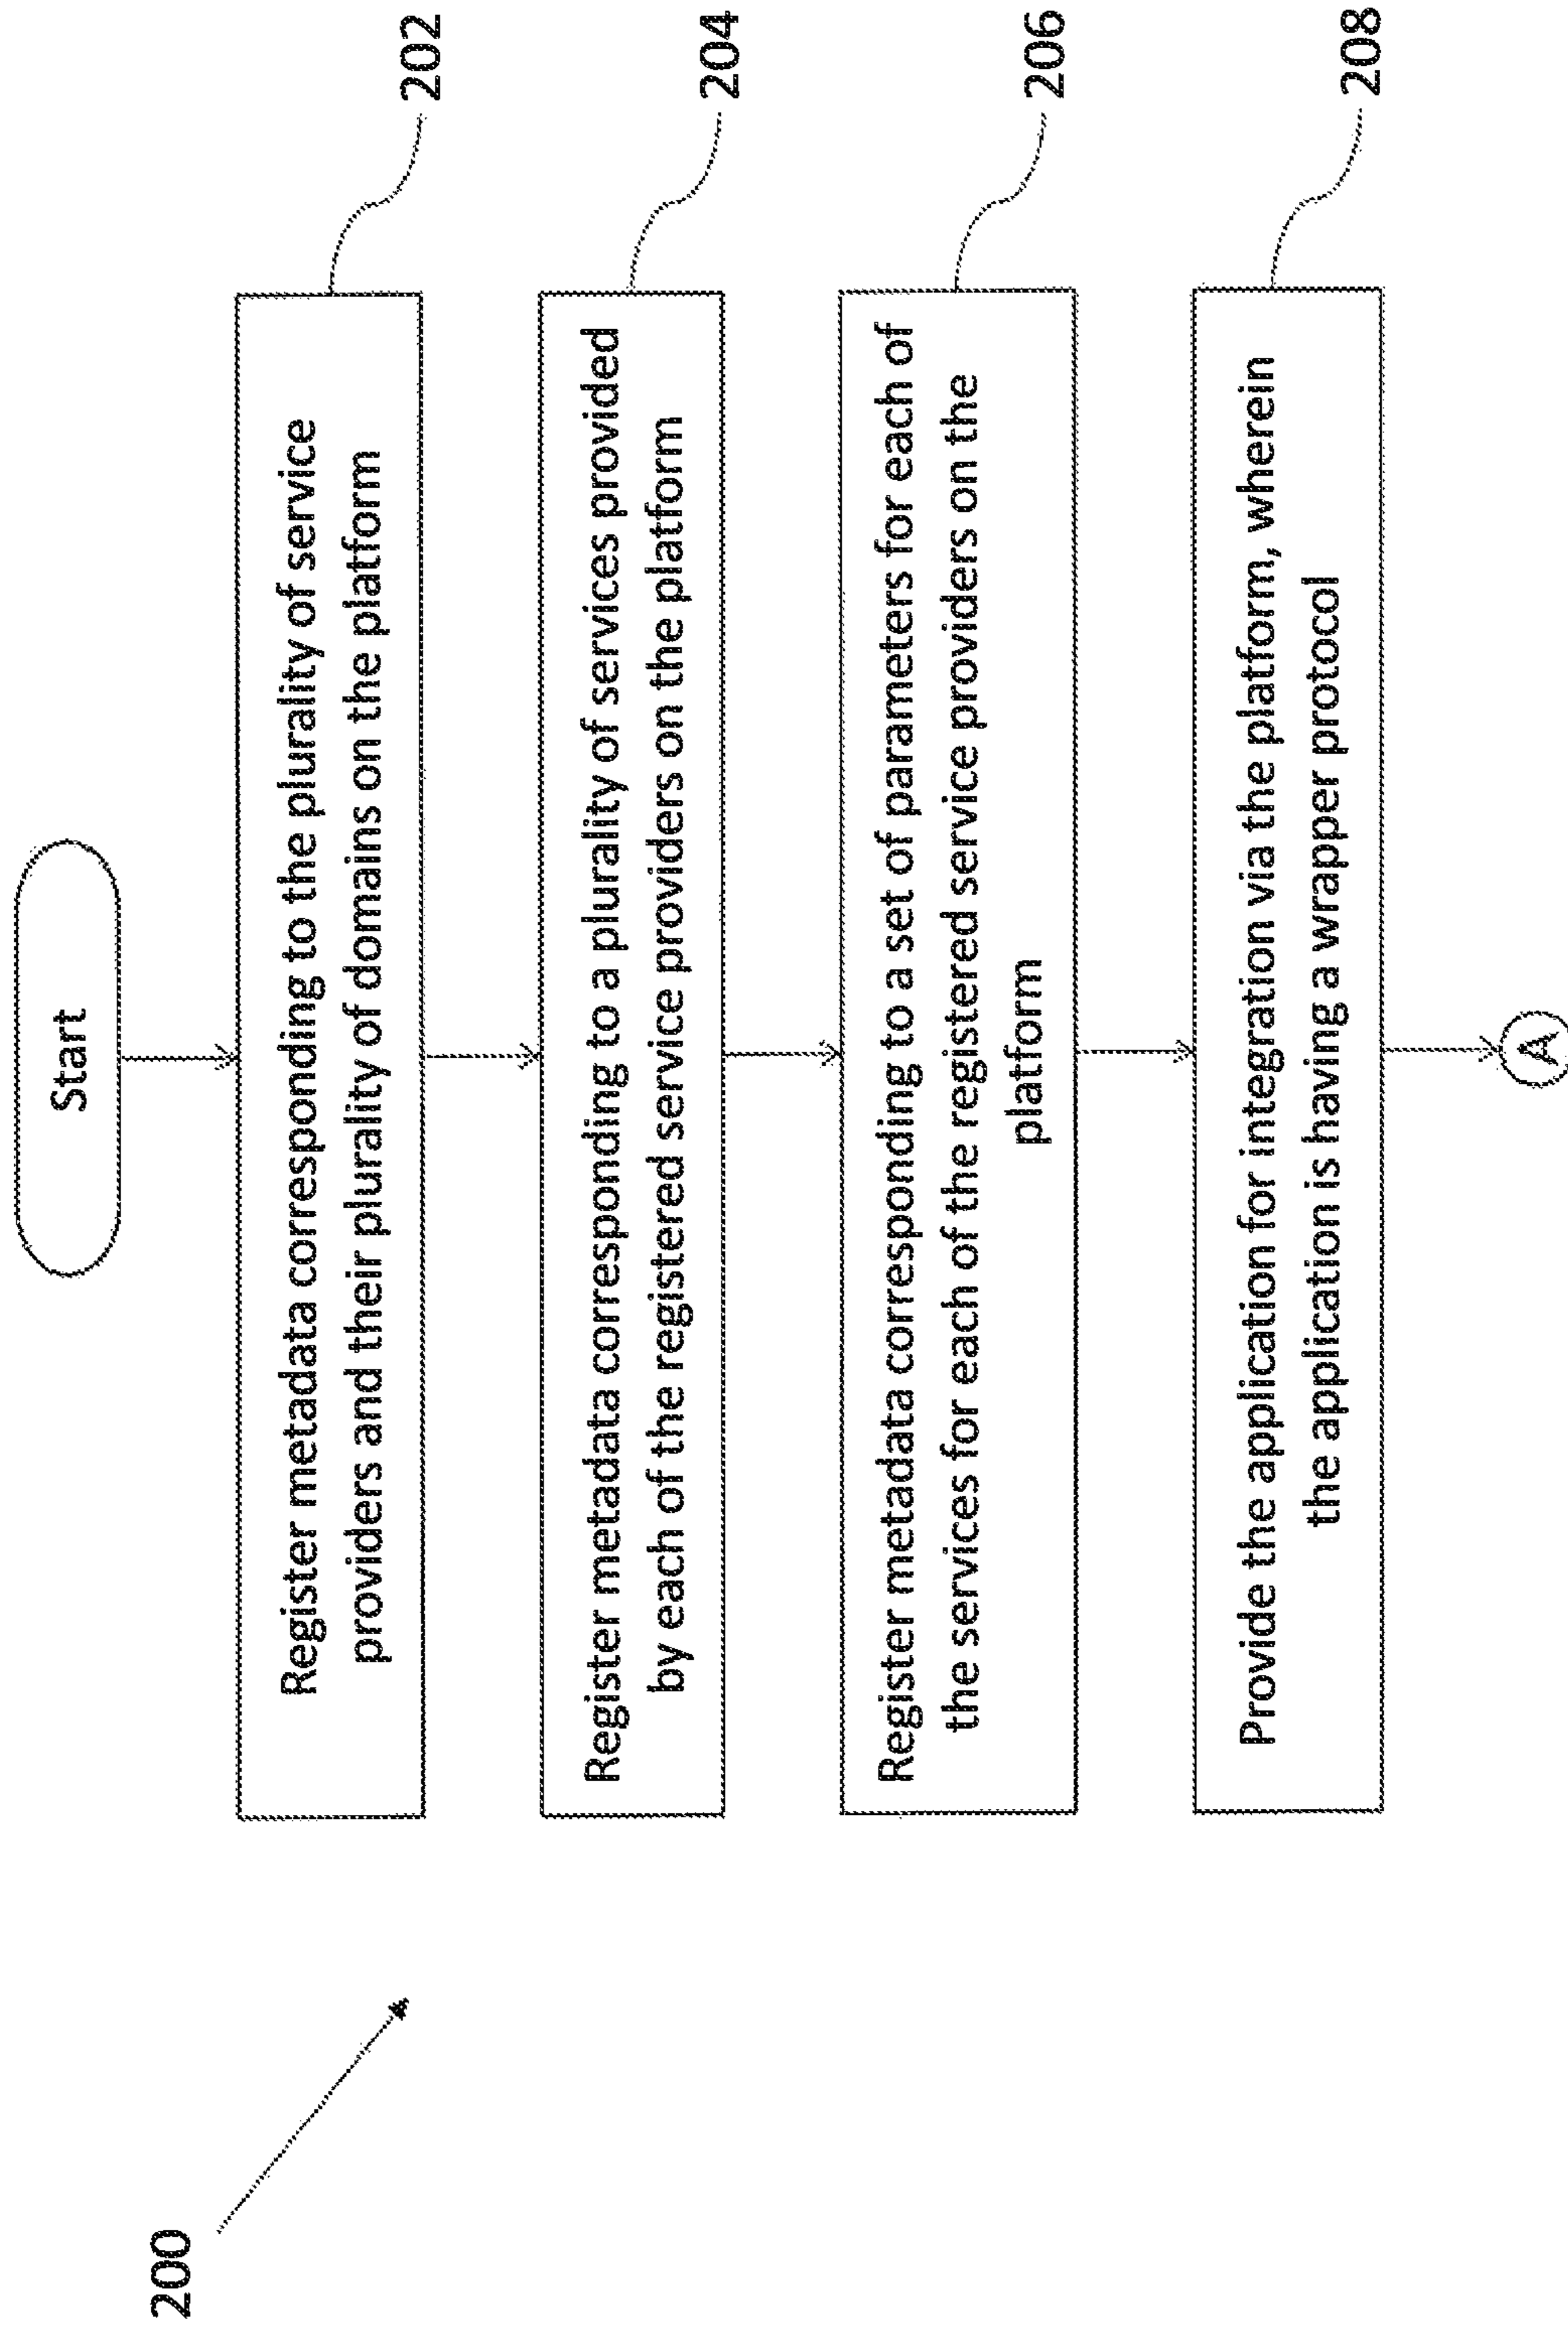 200
Start
Register metadata corresponding to the plurality of service
providers and their plurality of domains on the platform
202
Register metadata corresponding to a plurality of services provided
by each of the registered service providers on the platform
204
Register metadata corresponding to a set of parameters for each of
the services for each of the registered service providers on the
platform
206
Provide the application for integration via the platform, wherein
the application is having a wrapper protocol
208
A